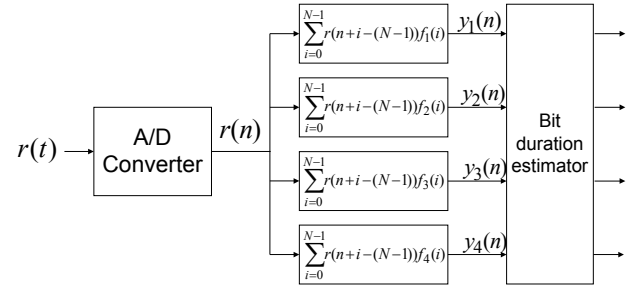 r(t)
A/D
Converter
r(n)
N-1
∑ r(n+i-(N-1))f₁(i)
i=0
y₁(n)
N-1
∑ r(n+i-(N-1))f₂(i)
i=0
y₂(n)
N-1
∑ r(n+i-(N-1))f₃(i)
i=0
y₃(n)
N-1
∑ r(n+i-(N-1))f₄(i)
i=0
y₄(n)
Bit
duration
estimator